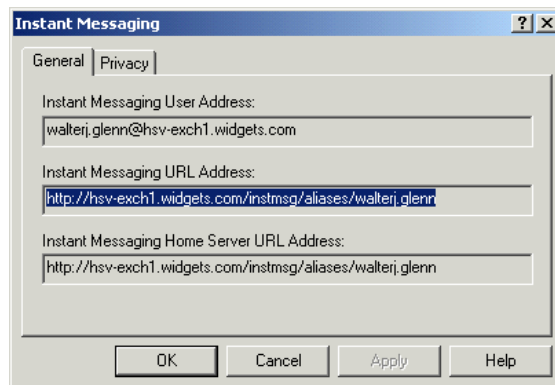 Instant Messaging
General
Privacy
Instant Messaging User Address:
walterj.glenn@hsv-exch1.widgets.com
Instant Messaging URL Address:
http://hsv-exch1.widgets.com/instmsg/aliases/walterj.glenn
Instant Messaging Home Server URL Address:
http://hsv-exch1.widgets.com/instmsg/aliases/walterj.glenn
OK
Cancel
Apply
Help